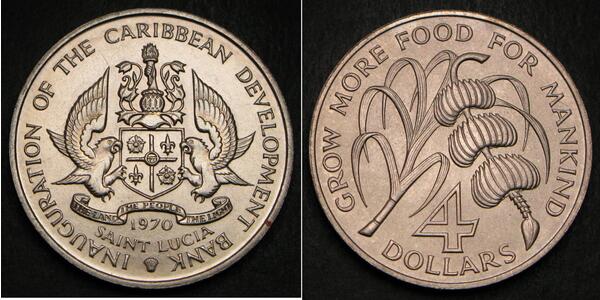 INAUGURATION OF THE CARIBBEAN DEVELOPMENT BANK
THE LAND THE PEOPLE THE LIGHT
1970
SAINT LUCIA
GROW MORE FOOD FOR MANKIND
4
DOLLARS